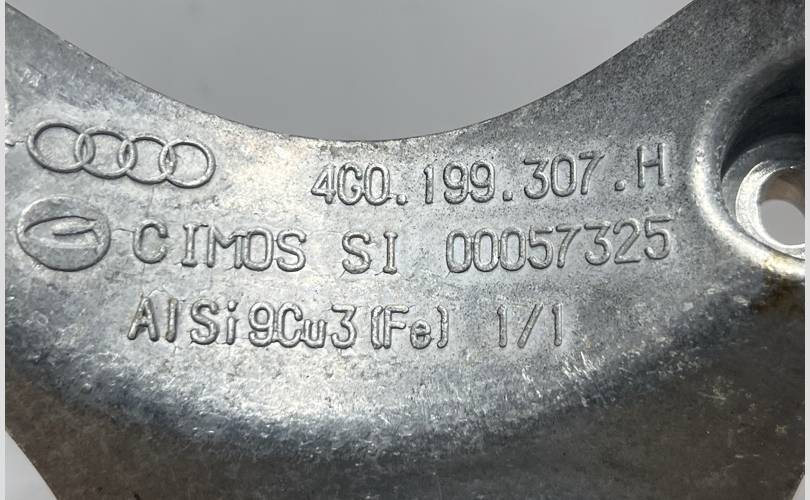 4G0.199.307.H
CIMOS SI 00057325
AlSi9Cu3(Fe) 1/1